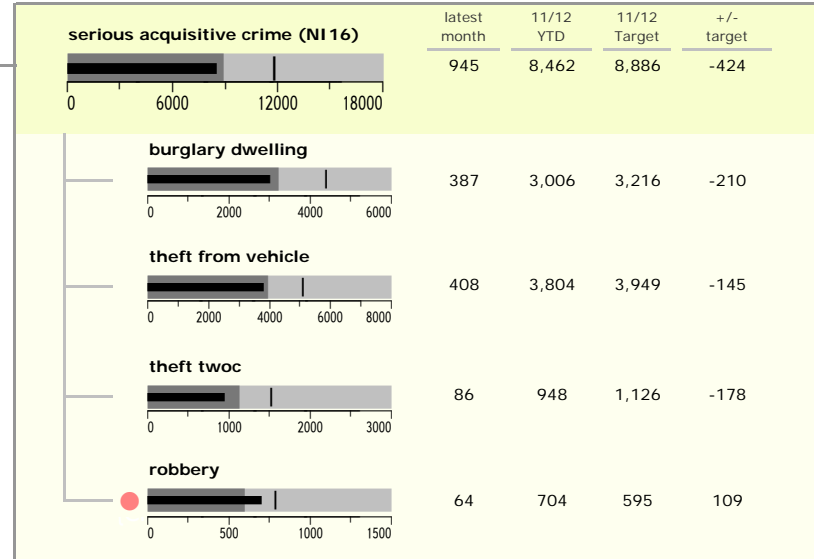 latest 11/12 11/12 +/-
month YTD Target target
serious acquisitive crime (NI16)
945 8,462 8,886 -424
0 6000 12000 18000
burglary dwelling
387 3,006 3,216 -210
0 2000 4000 6000
theft from vehicle
408 3,804 3,949 -145
0 2000 4000 6000 8000
theft twoc
86 948 1,126 -178
0 1000 2000 3000
robbery
64 704 595 109
0 500 1000 1500